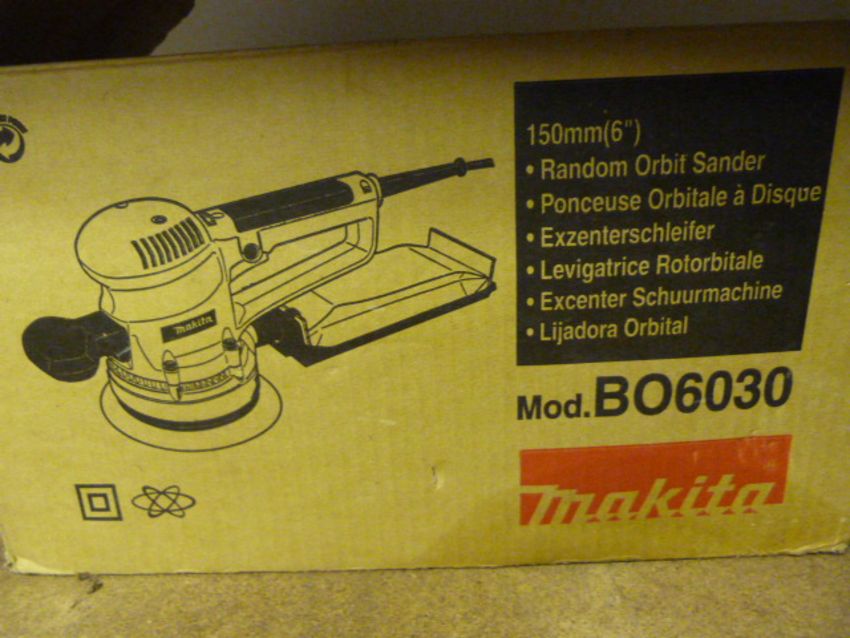 150mm(6")
• Random Orbit Sander
• Ponceuse Orbitale à Disque
• Exzenterschleifer
• Levigatrice Rotorbitale
• Excenter Schuurmachine
• Lijadora Orbital
Mod.BO6030
makita
makita